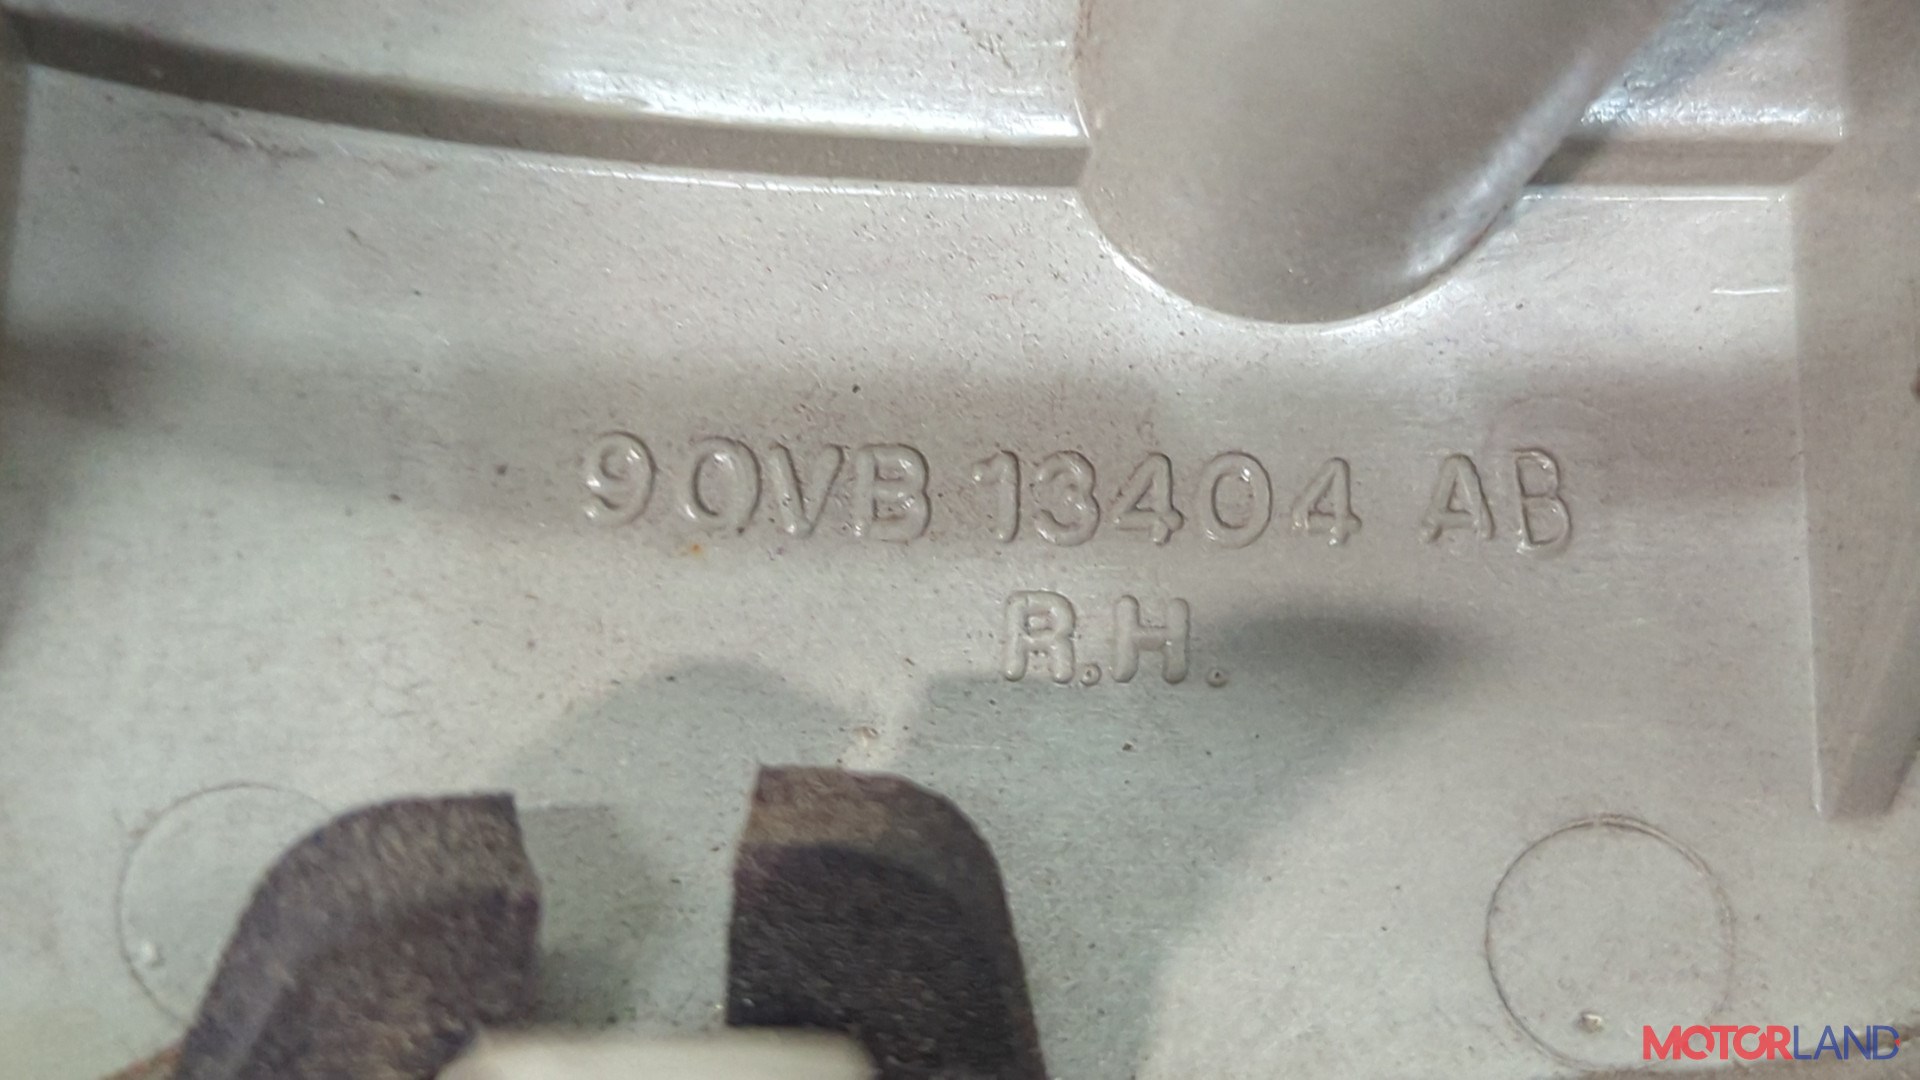 90VB 13404 AB
R.H.
MOTORLAND